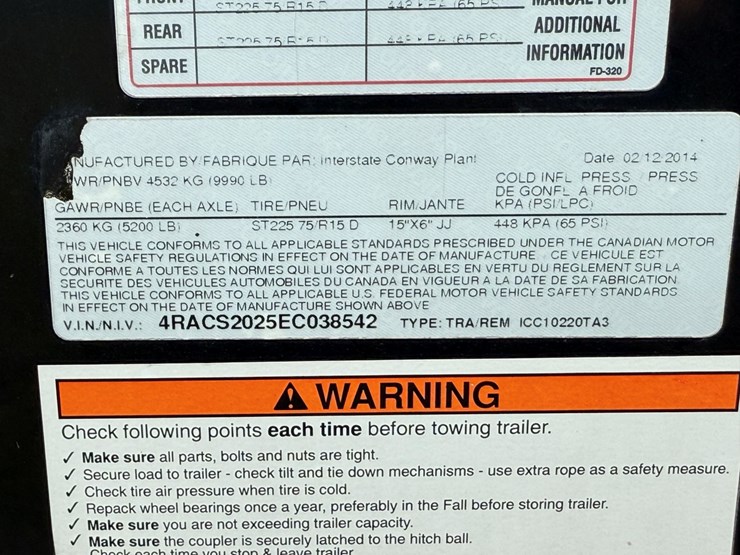 REAR
SPARE
ADDITIONAL
INFORMATION
FD-320
NUFACTURED BY/FABRIQUE PAR: Interstate Conway Plant Date 02 12 2014
WR/PNBV 4532 KG (9990 LB) COLD INFL PRESS / PRESS
DE GONFL A FROID
GAWR/PNBE (EACH AXLE) TIRE/PNEU RIM/JANTE KPA (PSI/LPC)
2360 KG (5200 LB) ST225 75/R15 D 15"X6" JJ 448 KPA (65 PSI)
THIS VEHICLE CONFORMS TO ALL APPLICABLE STANDARDS PRESCRIBED UNDER THE CANADIAN MOTOR
VEHICLE SAFETY REGULATIONS IN EFFECT ON THE DATE OF MANUFACTURE CE VEHICULE EST
CONFORME A TOUTES LES NORMES QUI LUI SONT APPLICABLES EN VERTU DU REGLEMENT SUR LA
SECURITE DES VEHICULES AUTOMOBILES DU CANADA EN VIGUEUR A LA DATE DE SA FABRICATION
THIS VEHICLE CONFORMS TO ALL APPLICABLE U.S. FEDERAL MOTOR VEHICLE SAFETY STANDARDS
IN EFFECT ON THE DATE OF MANUFACTURE SHOWN ABOVE
V.I.N./N.I.V.: 4RACS2025EC038542 TYPE: TRA/REM ICC10220TA3
⚠ WARNING
Check following points each time before towing trailer.
✓ Make sure all parts, bolts and nuts are tight.
✓ Secure load to trailer - check tilt and tie down mechanisms - use extra rope as a safety measure.
✓ Check tire air pressure when tire is cold.
✓ Repack wheel bearings once a year, preferably in the Fall before storing trailer.
✓ Make sure you are not exceeding trailer capacity.
✓ Make sure the coupler is securely latched to the hitch ball.
Check each time you stop & leave trailer